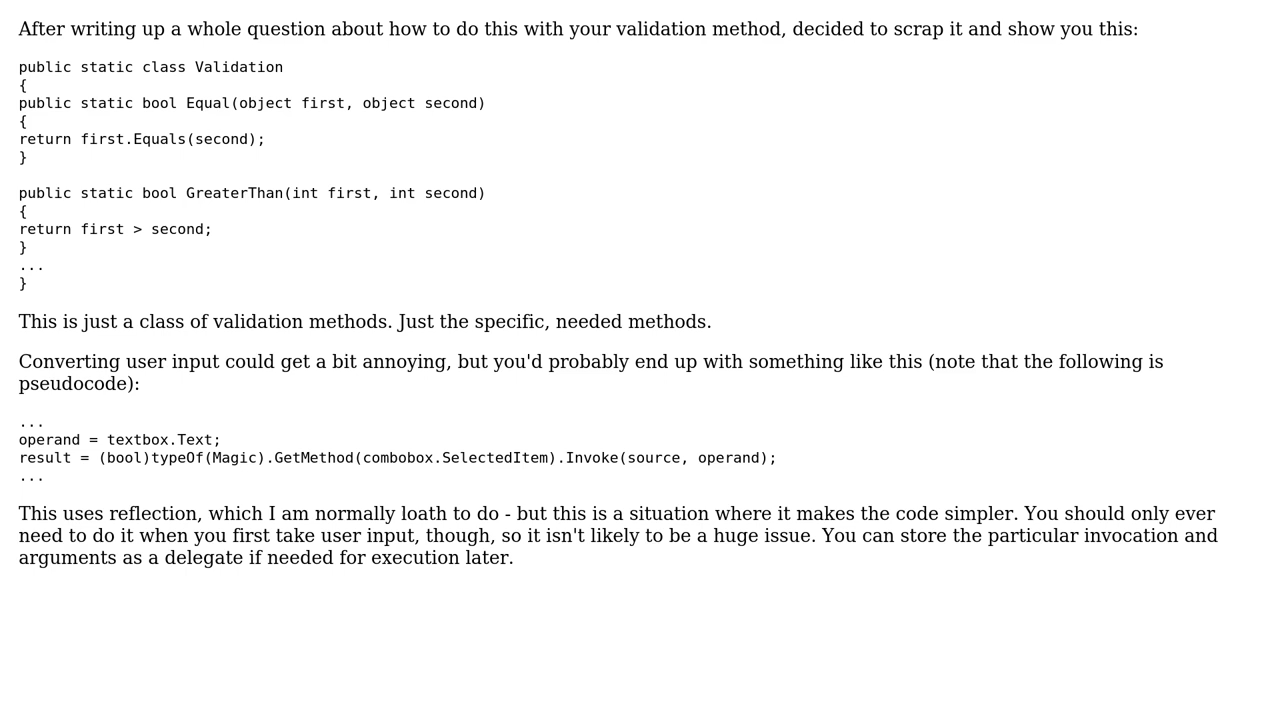 After writing up a whole question about how to do this with your validation method, decided to scrap it and show you this:
public static class Validation
{
public static bool Equal(object first, object second)
{
return first.Equals(second);
}
public static bool GreaterThan(int first, int second)
{
return first > second;
}
...
}
This is just a class of validation methods. Just the specific, needed methods.
Converting user input could get a bit annoying, but you'd probably end up with something like this (note that the following is
pseudocode):
...
operand = textbox.Text;
result = (bool)typeOf(Magic).GetMethod(combobox.SelectedItem).Invoke(source, operand);
...
This uses reflection, which I am normally loath to do - but this is a situation where it makes the code simpler. You should only ever
need to do it when you first take user input, though, so it isn't likely to be a huge issue. You can store the particular invocation and
arguments as a delegate if needed for execution later.